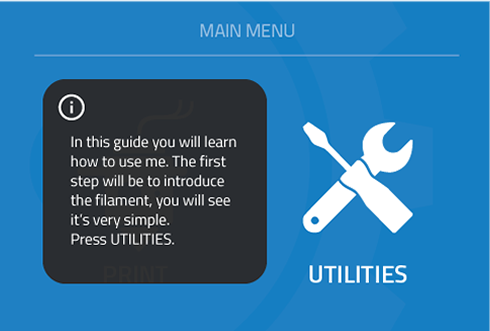 MAIN MENU
In this guide you will learn
how to use me. The first
step will be to introduce
the filament, you will see
it's very simple.
Press UTILITIES.
PRINT
UTILITIES